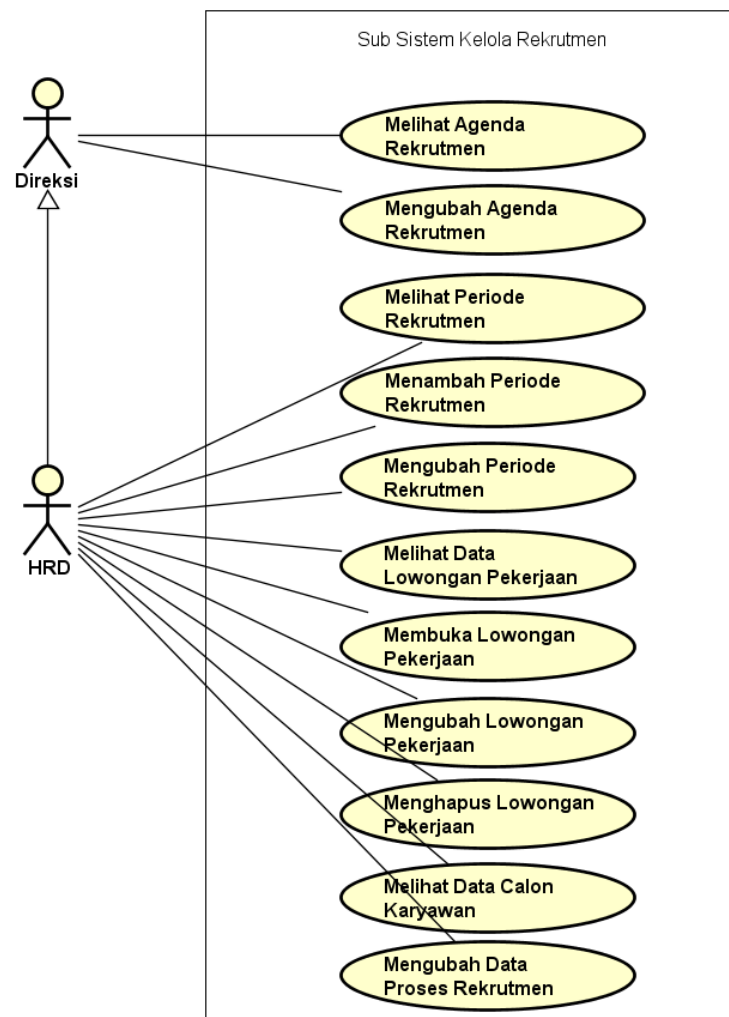 Sub Sistem Kelola Rekrutmen
Melihat Agenda
Rekrutmen
Direksi
Mengubah Agenda
Rekrutmen
Melihat Periode
Rekrutmen
Menambah Periode
Rekrutmen
Mengubah Periode
Rekrutmen
HRD
Melihat Data
Lowongan Pekerjaan
Membuka Lowongan
Pekerjaan
Mengubah Lowongan
Pekerjaan
Menghapus Lowongan
Pekerjaan
Melihat Data Calon
Karyawan
Mengubah Data
Proses Rekrutmen